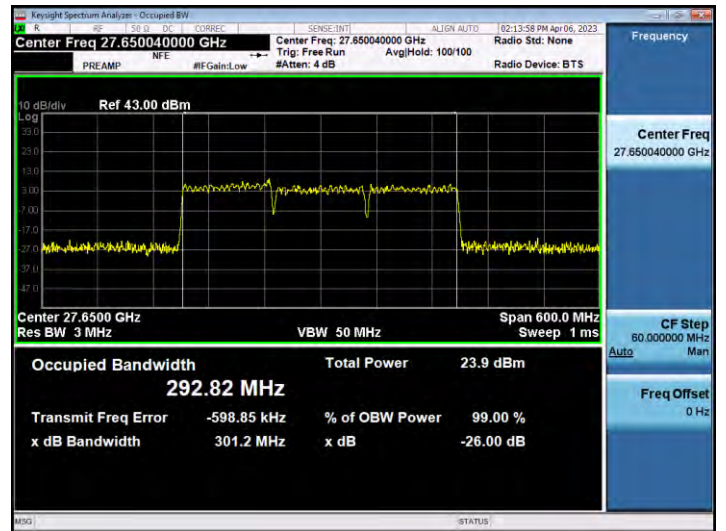 Keysight Spectrum Analyzer - Occupied BW
R RF 50 Ω DC CORREC SENSE:INT ALIGN AUTO 02:13:58 PM Apr 06, 2023
Center Freq 27.650040000 GHz Center Freq: 27.650040000 GHz Radio Std: None Frequency
NFE Trig: Free Run Avg|Hold: 100/100
PREAMP #IFGain:Low #Atten: 4 dB Radio Device: BTS
10 dB/div Ref 43.00 dBm
Log
33.0
23.0
13.0
3.00
-7.00
-17.0
-27.0
-37.0
-47.0
Center Freq
27.650040000 GHz
Center 27.6500 GHz Span 600.0 MHz
Res BW 3 MHz VBW 50 MHz Sweep 1 ms
CF Step
60.000000 MHz
Auto Man
Occupied Bandwidth Total Power 23.9 dBm
292.82 MHz
Freq Offset
0 Hz
Transmit Freq Error -598.85 kHz % of OBW Power 99.00 %
x dB Bandwidth 301.2 MHz x dB -26.00 dB
MSG STATUS